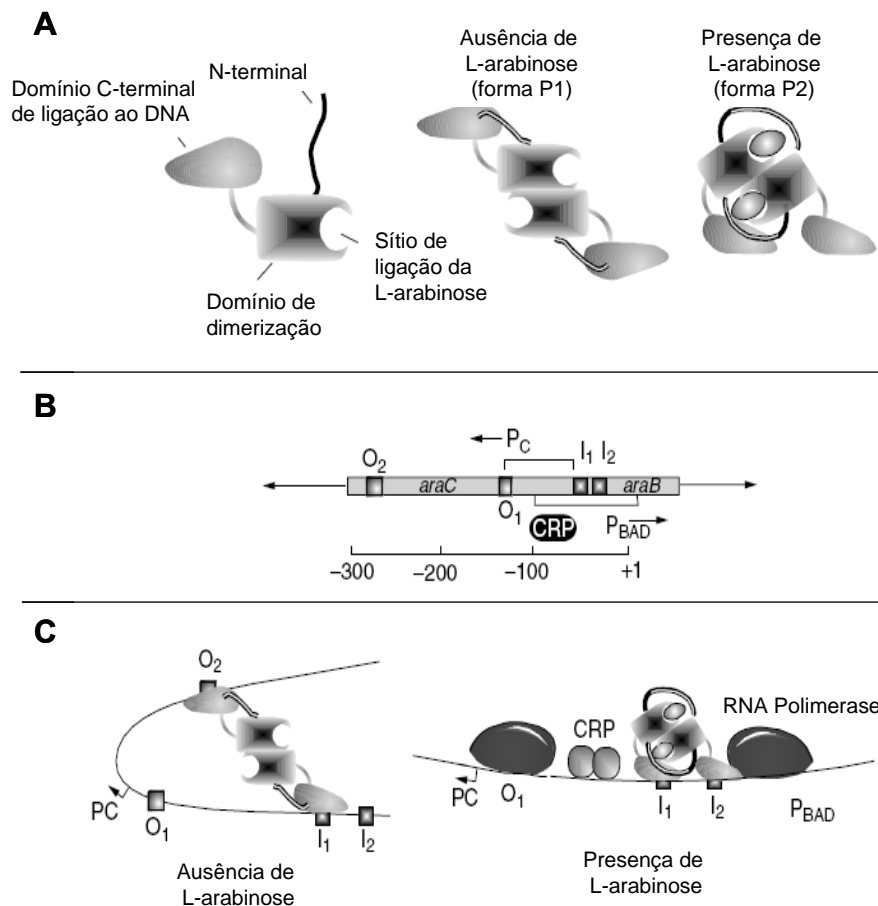 A
Domínio C-terminal
de ligação ao DNA
N-terminal
Sítio de
ligação da
L-arabinose
Domínio de
dimerização
Ausência de
L-arabinose
(forma P1)
Presença de
L-arabinose
(forma P2)
B
O2
araC
PC
O1
I1 I2
araB
CRP
PBAD
–300 –200 –100 +1
C
O2
PC
O1
I1
I2
Ausência de
L-arabinose
RNA Polimerase
CRP
PC
O1
I1
I2
PBAD
Presença de
L-arabinose